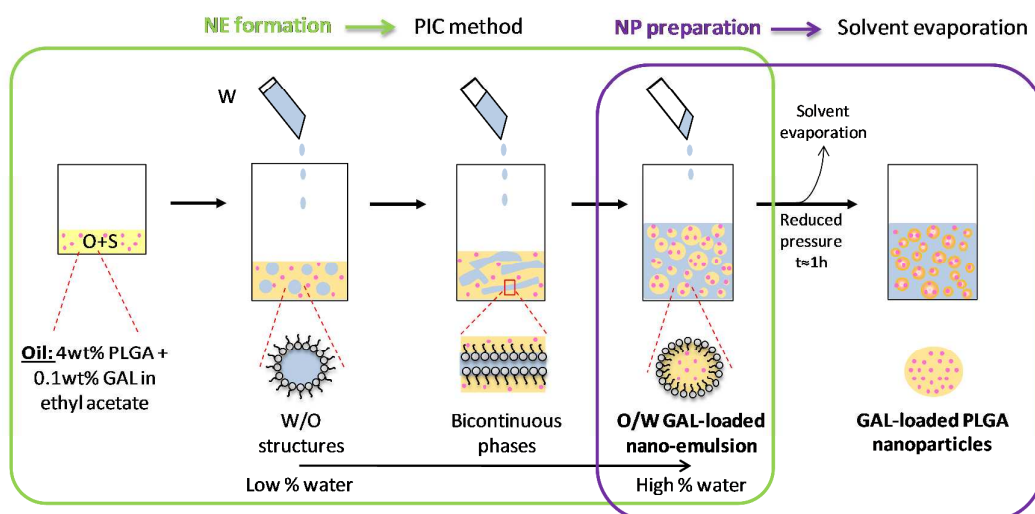 NE formation PIC method
NP preparation Solvent evaporation
W
Solvent
evaporation
O+S
Reduced
pressure
t≈1h
Oil: 4wt% PLGA +
0.1wt% GAL in
ethyl acetate
W/O
structures
Bicontinuous
phases
O/W GAL-loaded
nano-emulsion
GAL-loaded PLGA
nanoparticles
Low % water
High % water